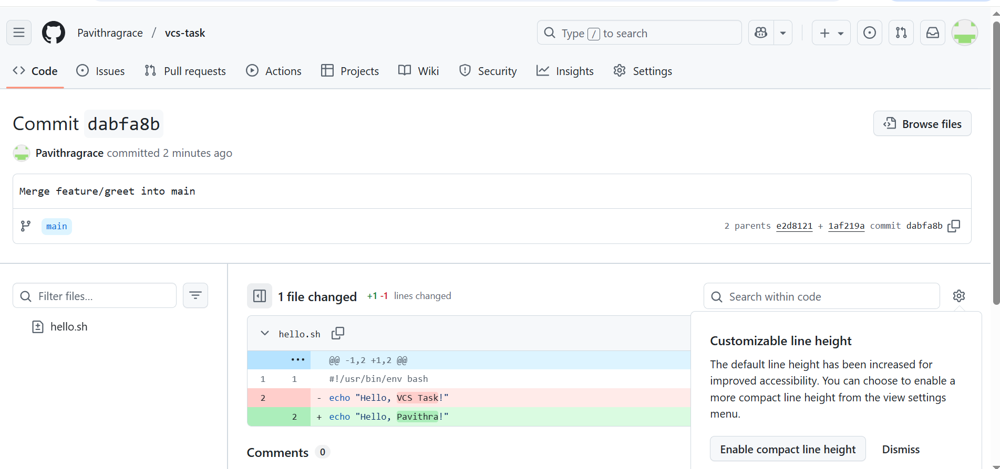 Pavithragrace / vcs-task
Type / to search
Code Issues Pull requests Actions Projects Wiki Security Insights Settings
Commit dabfa8b
Browse files
Pavithragrace committed 2 minutes ago
Merge feature/greet into main
main
2 parents e2d8121 + 1af219a commit dabfa8b
Filter files...
hello.sh
1 file changed +1 -1 lines changed
Search within code
hello.sh
@@ -1,2 +1,2 @@
1 1 #!/usr/bin/env bash
2 - echo "Hello, VCS Task!"
2 + echo "Hello, Pavithra!"
Comments 0
Customizable line height
The default line height has been increased for
improved accessibility. You can choose to enable a
more compact line height from the view settings
menu.
Enable compact line height Dismiss